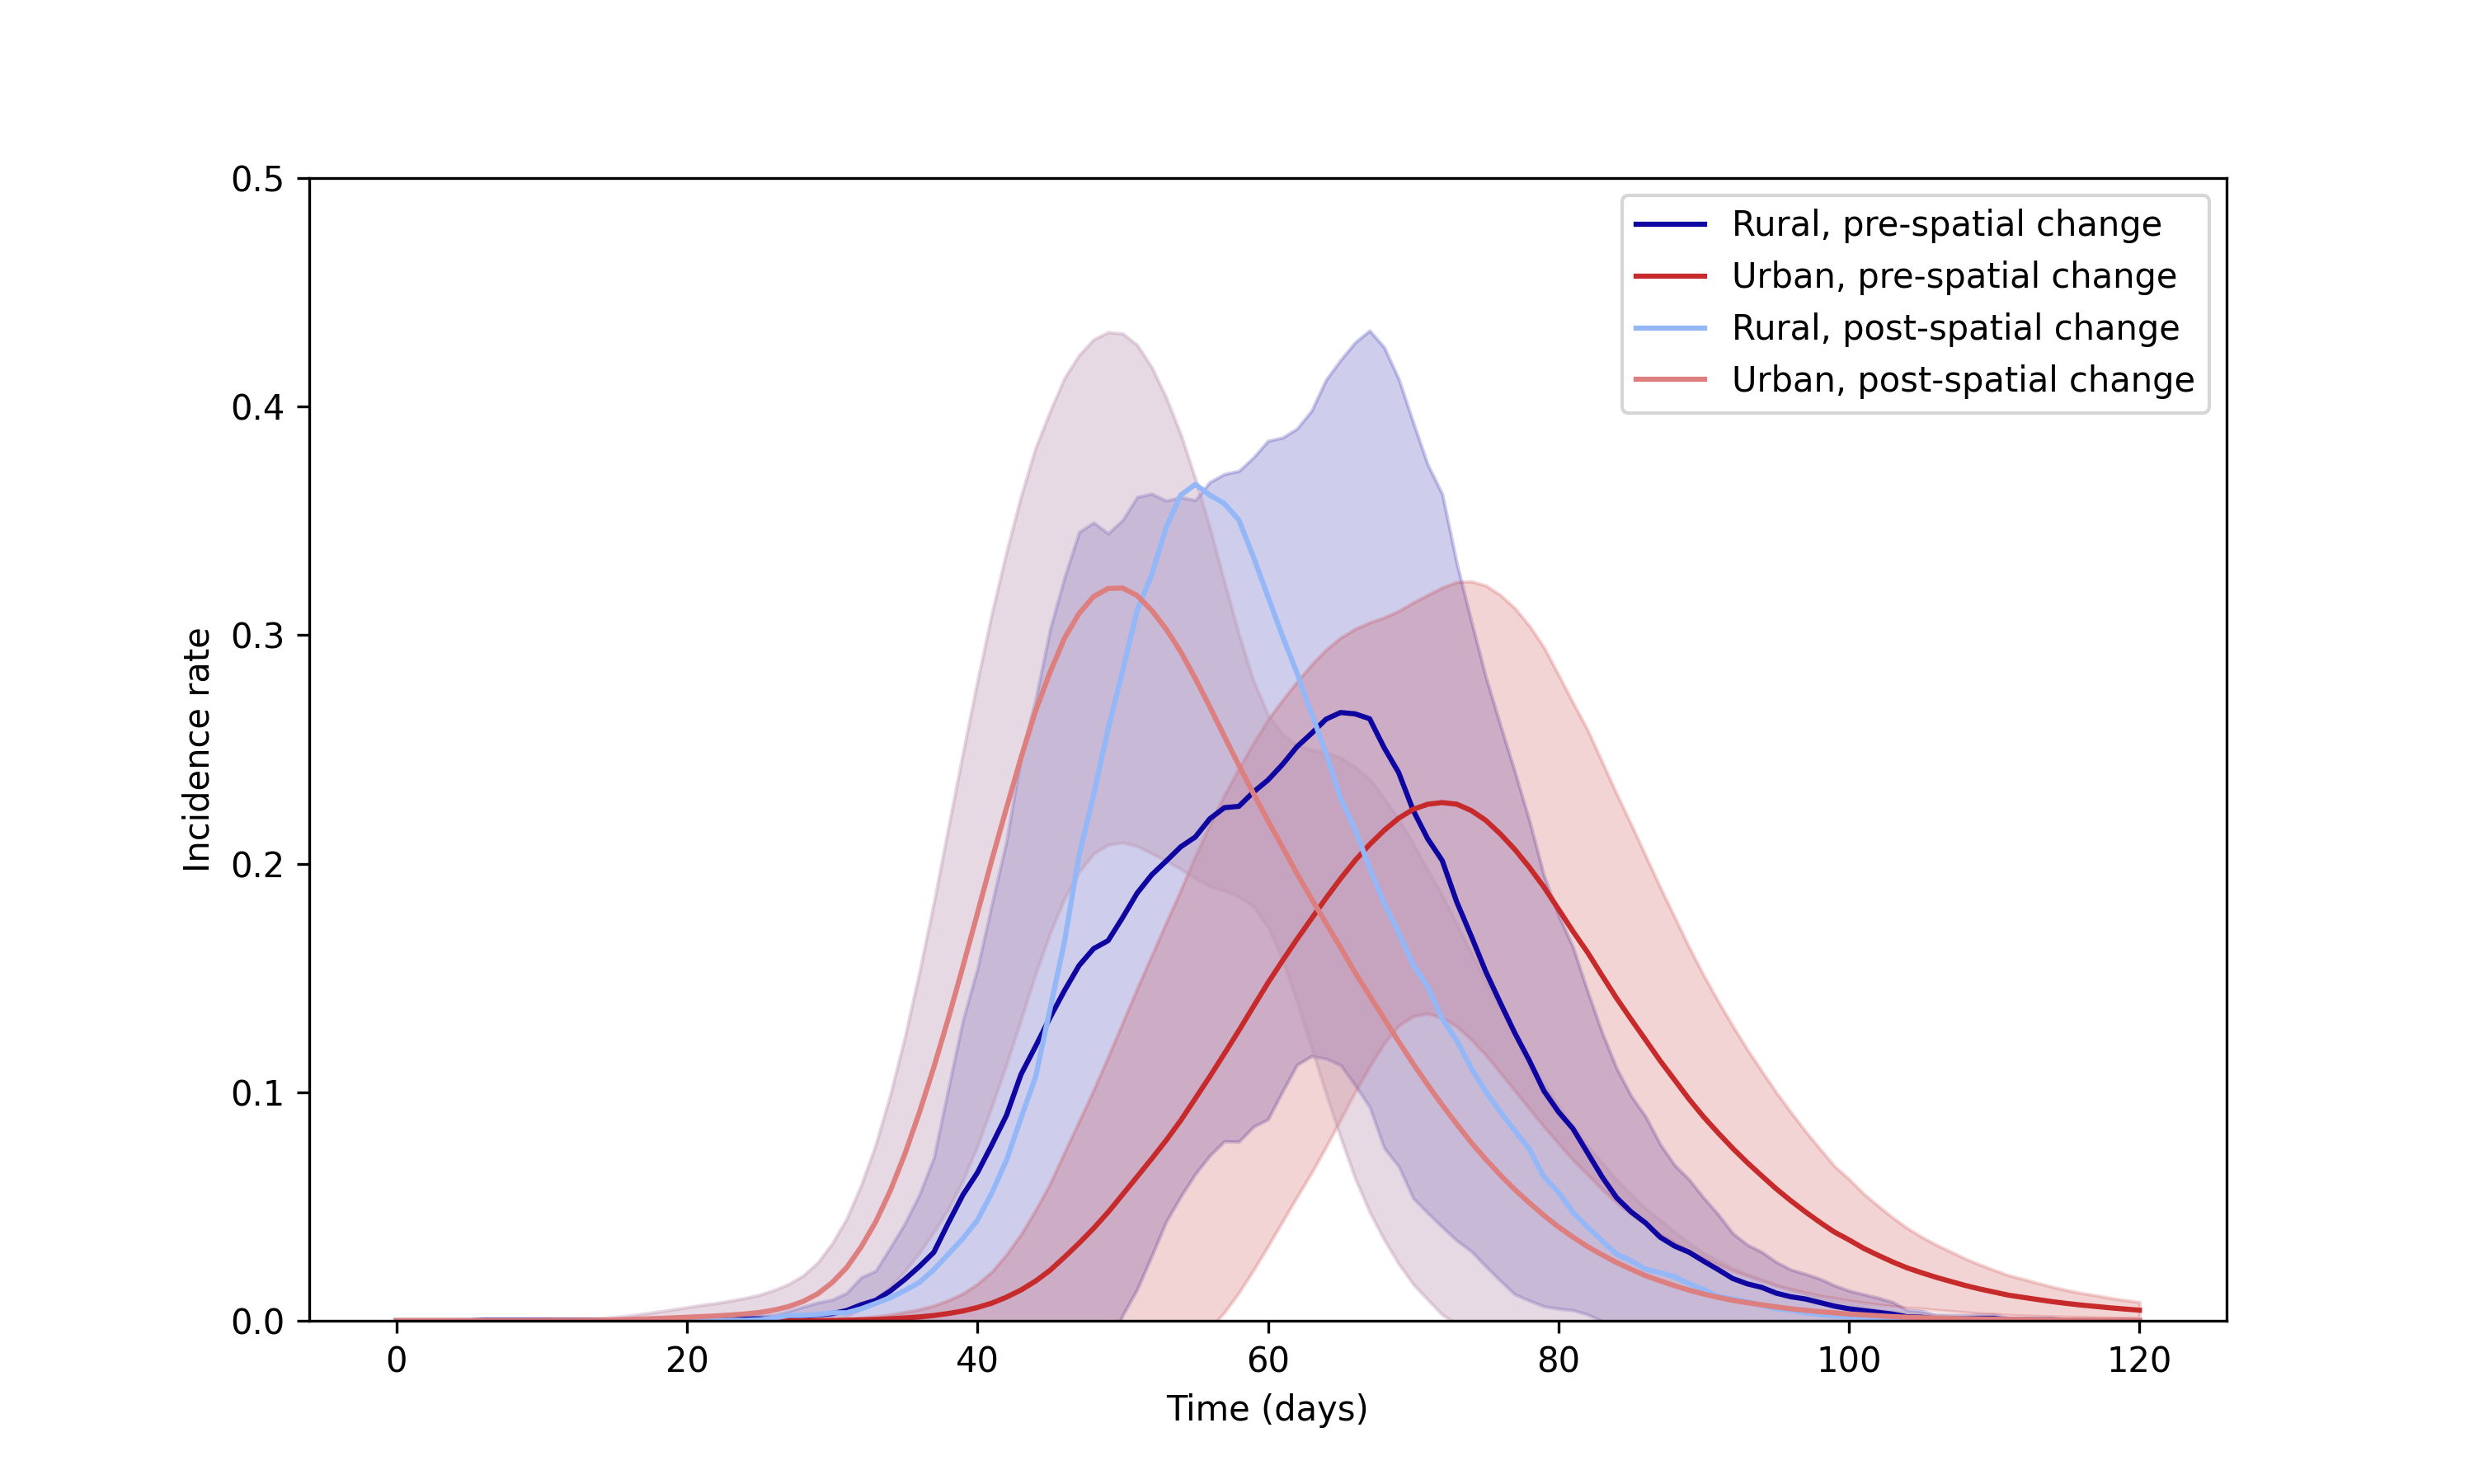 0.5
0.4
0.3
0.2
0.1
0.0
Incidence rate
Rural, pre-spatial change
Urban, pre-spatial change
Rural, post-spatial change
Urban, post-spatial change
0 20 40 60 80 100 120
Time (days)